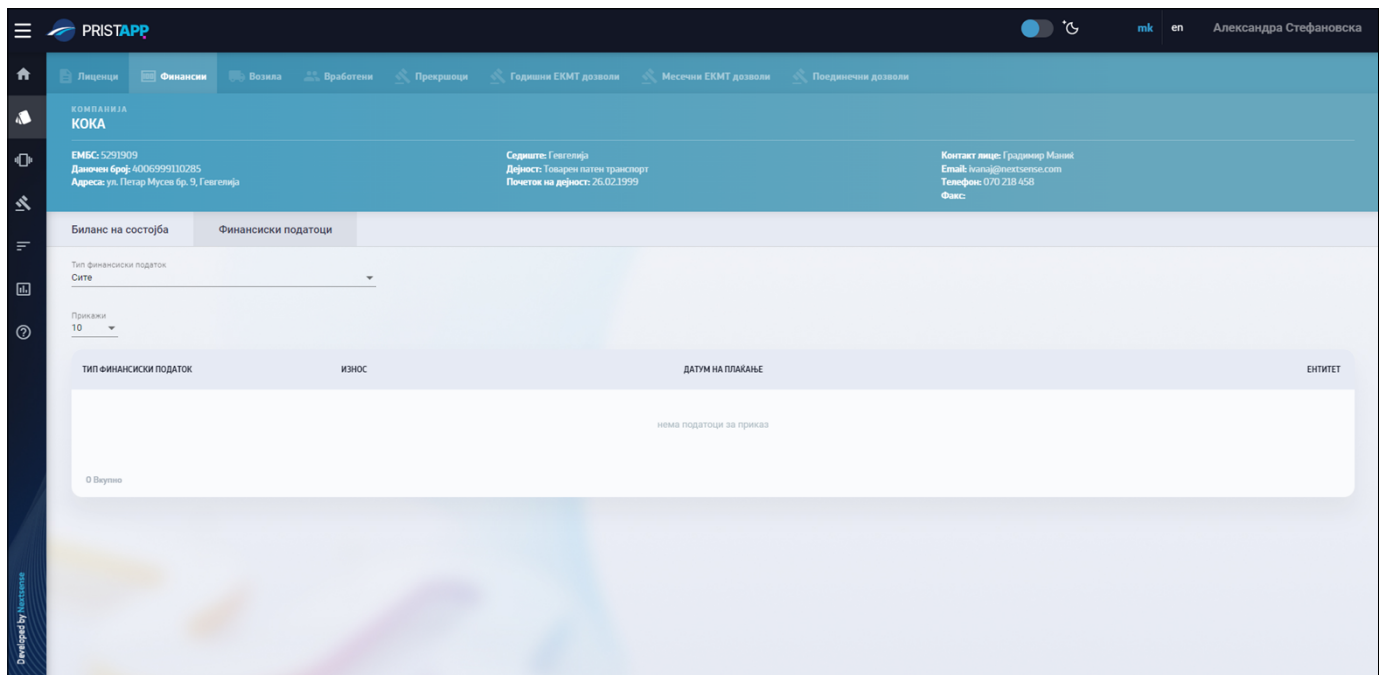 PRISTAPP
mk en Александра Стефановска
Лиценци Финансии Возила Вработени Прекршоци Годишни ЕКМТ дозволи Месечни ЕКМТ дозволи Поединечни дозволи
КОМПАНИЈА
КОКА
ЕМБС: 5291909
Даночен број: 4006999110285
Адреса: ул. Петар Мусев бр. 9, Гевгелија
Седиште: Гевгелија
Дејност: Товарен патен транспорт
Почеток на дејност: 26.02.1999
Контакт лице: Градимир Маниќ
Email: ivanaj@nextsense.com
Телефон: 070 218 458
Факс:
Биланс на состојба Финансиски податоци
Тип финансиски податок
Сите
Прикажи
10
ТИП ФИНАНСИСКИ ПОДАТОК ИЗНОС ДАТУМ НА ПЛАЌАЊЕ ЕНТИТЕТ
нема податоци за приказ
0 Вкупно
Developed by Nextsense